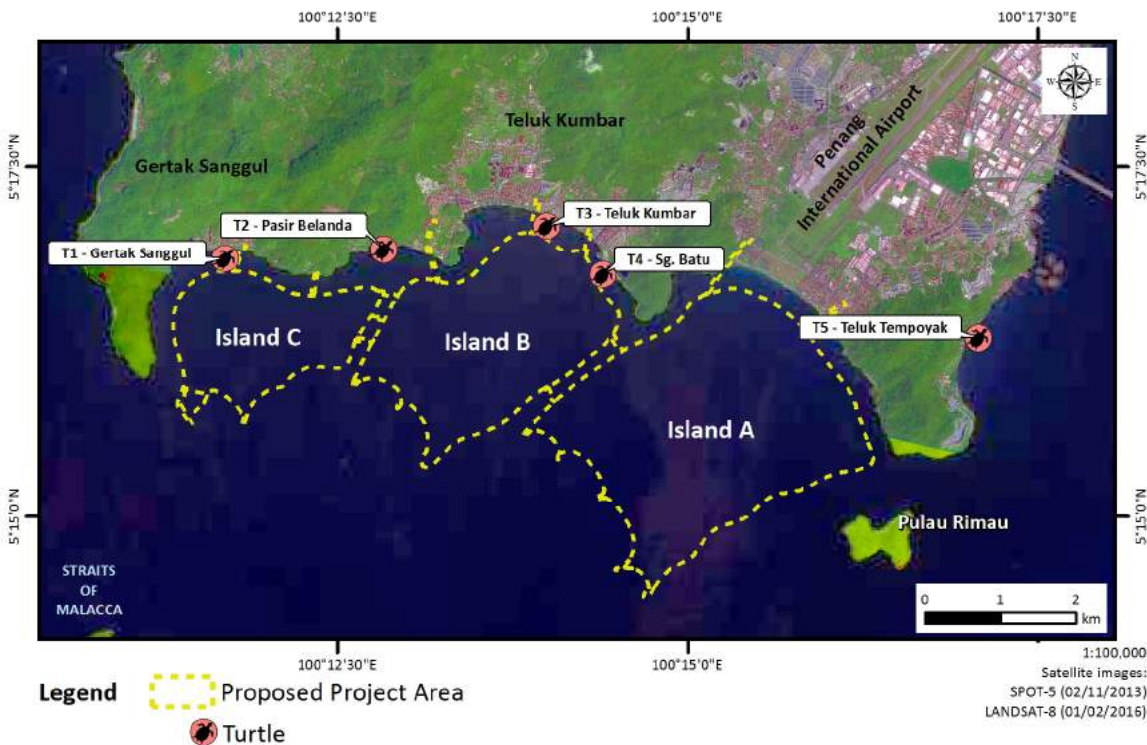 100°12'30"E
100°15'0"E
100°17'30"E
N
W
E
S
5°17'30"N
5°17'30"N
Teluk Kumbar
Penang
International Airport
Gertak Sanggul
T3 - Teluk Kumbar
T2 - Pasir Belanda
T1 - Gertak Sanggul
T4 - Sg. Batu
T5 - Teluk Tempoyak
Island C
Island B
Island A
5°15'0"N
5°15'0"N
Pulau Rimau
STRAITS
OF
MALACCA
0 1 2
km
100°12'30"E
100°15'0"E
1:100,000
Satellite images:
SPOT-5 (02/11/2013)
LANDSAT-8 (01/02/2016)
Legend
Proposed Project Area
Turtle